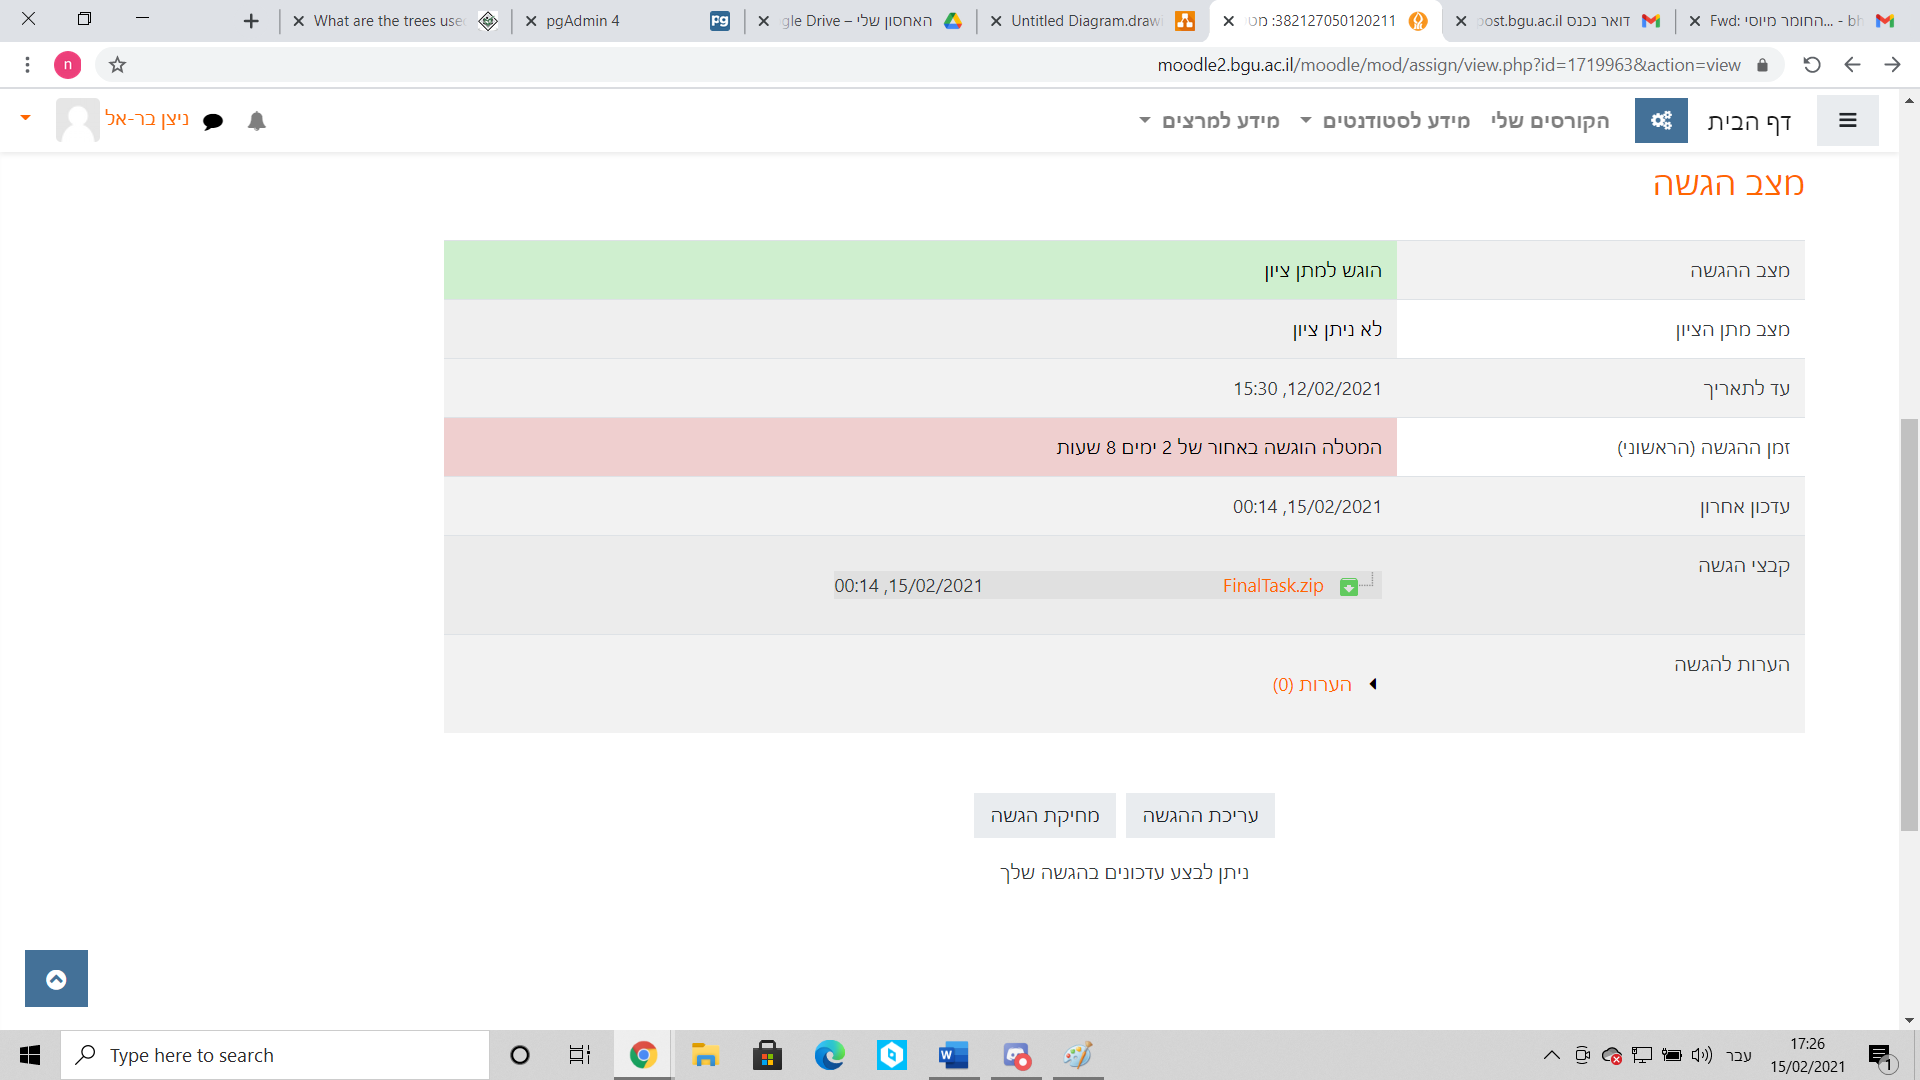 What are the trees used
pgAdmin 4
gle Drive – האחסון שלי
Untitled Diagram.draw
382127050120211: מט
post.bgu.ac.il דואר נכנס
Fwd: החומר מיוסי... - bh
n
moodle2.bgu.ac.il/moodle/mod/assign/view.php?id=1719963&action=view
דף הבית
הקורסים שלי
מידע לסטודנטים
מידע למרצים
ניצן בר-אל
מצב הגשה
מצב ההגשה הוגש למתן ציון
מצב מתן הציון לא ניתן ציון
עד לתאריך 12/02/2021, 15:30
זמן ההגשה (הראשוני) המטלה הוגשה באחור של 2 ימים 8 שעות
עדכון אחרון 15/02/2021, 00:14
קבצי הגשה
FinalTask.zip 15/02/2021, 00:14
הערות להגשה
הערות (0)
עריכת ההגשה
מחיקת הגשה
ניתן לבצע עדכונים בהגשה שלך
Type here to search
עבר
17:26
15/02/2021
1